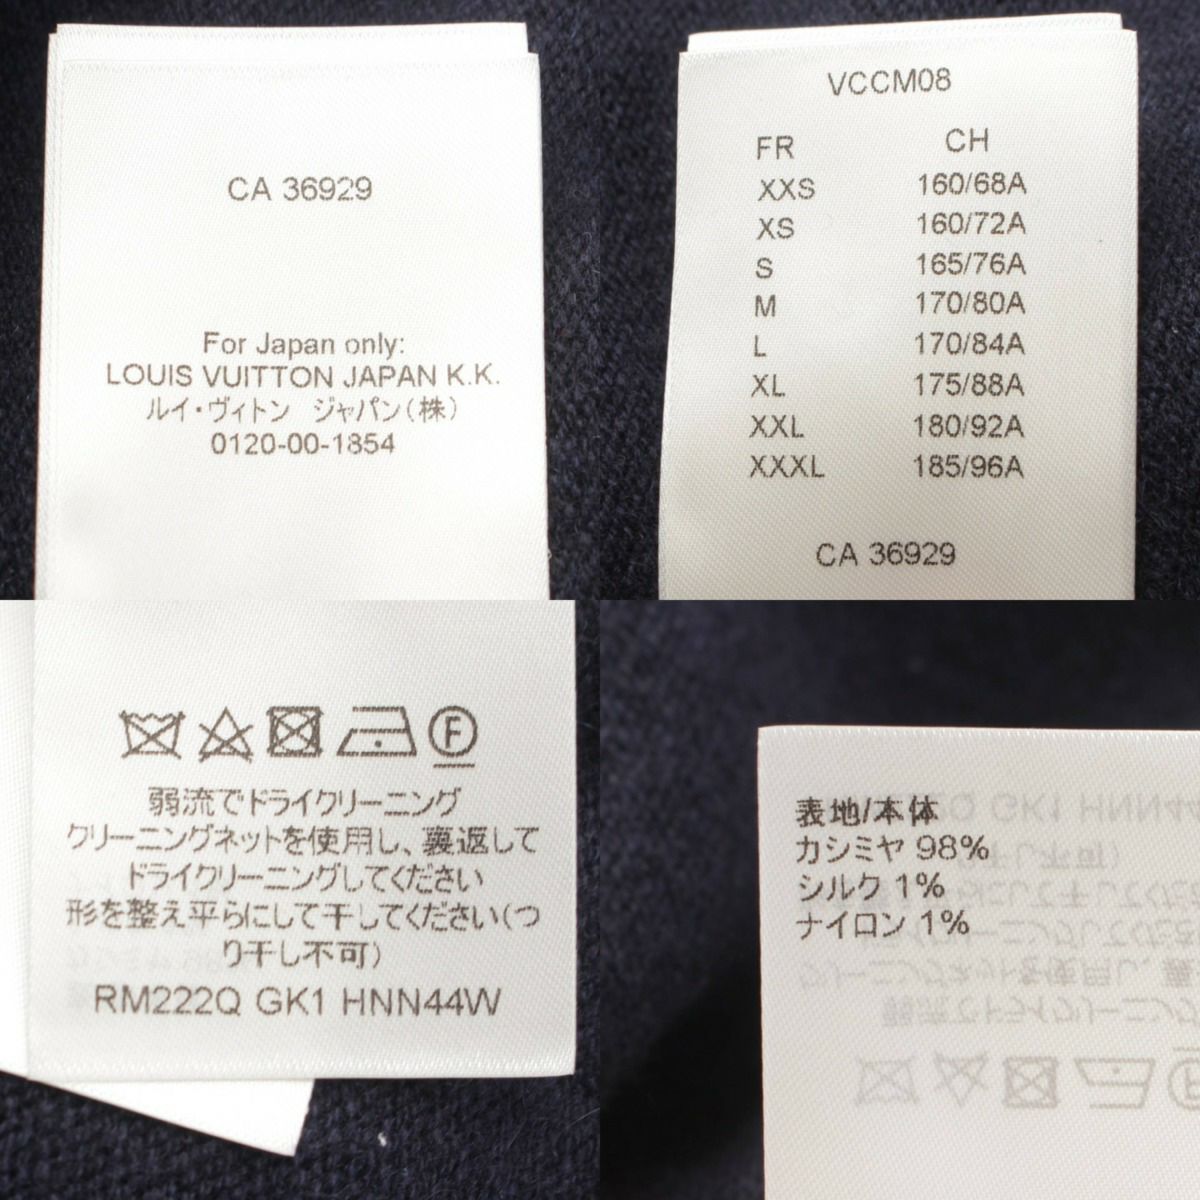 CA 36929
For Japan only:
LOUIS VUITTON JAPAN K.K.
ルイ・ヴィトン ジャパン(株)
0120-00-1854
VCCM08
FR CH
XXS 160/68A
XS 160/72A
S 165/76A
M 170/80A
L 170/84A
XL 175/88A
XXL 180/92A
XXXL 185/96A
CA 36929
F
弱流でドライクリーニング
クリーニングネットを使用し、裏返して
ドライクリーニングしてください
形を整え平らにして干してください(つ
り干し不可)
RM222Q GK1 HNN44W
表地/本体
カシミヤ 98%
シルク 1%
ナイロン 1%